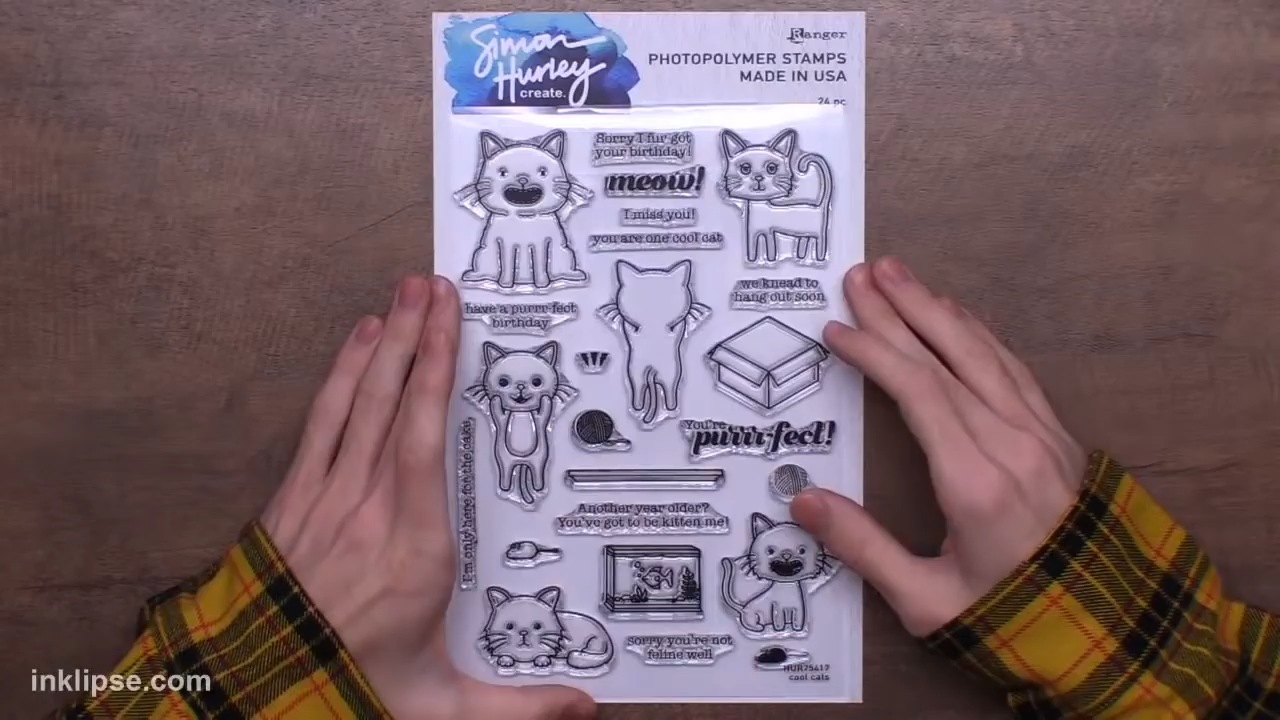 Simon
Hurley
create.
Ranger
PHOTOPOLYMER STAMPS
MADE IN USA
24 pc
Sorry I fur got
your birthday!
meow!
I miss you!
you are one cool cat
we knead to
hang out soon
have a purrr-fect
birthday
You're
purrr-fect!
I'm only here for the cake
Another year older?
You've got to be kitten me!
sorry you're not
feline well
HUR75417
cool cats
inklipse.com